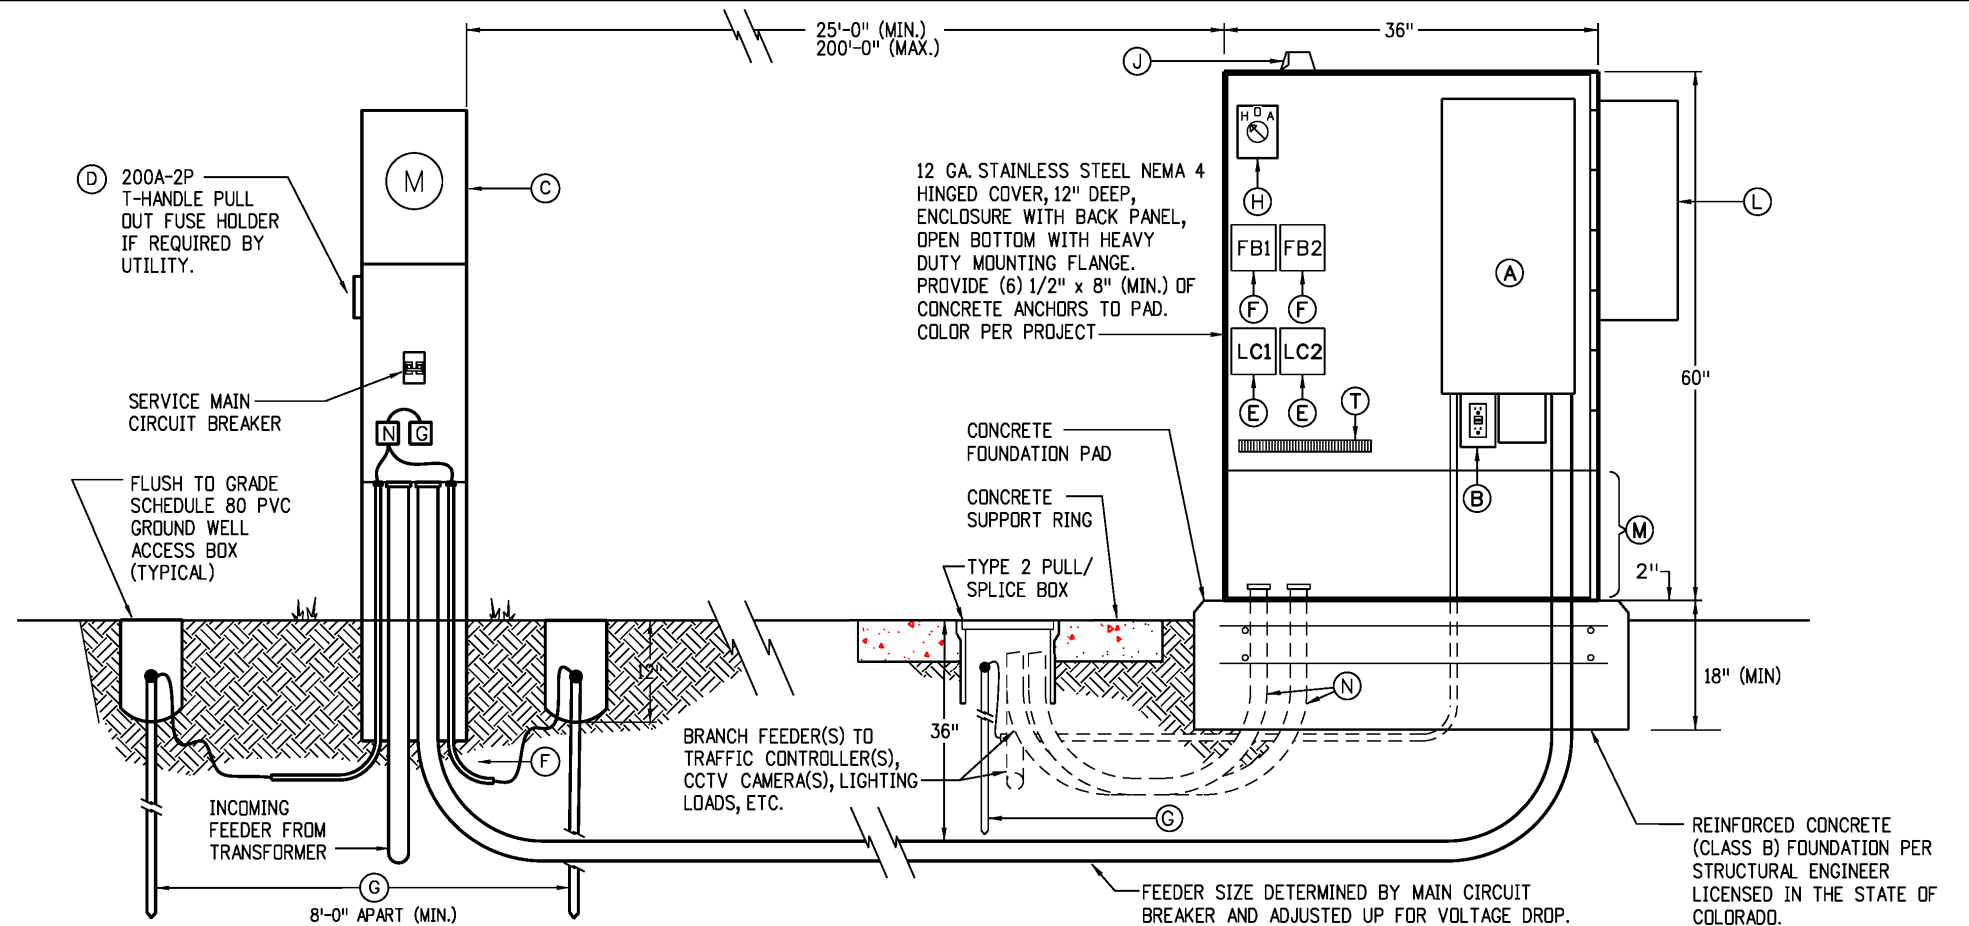 25'-0" (MIN.)
200'-0" (MAX.)
36"
J
D
200A-2P
T-HANDLE PULL
OUT FUSE HOLDER
IF REQUIRED BY
UTILITY.
M
C
12 GA. STAINLESS STEEL NEMA 4
HINGED COVER, 12" DEEP,
ENCLOSURE WITH BACK PANEL,
OPEN BOTTOM WITH HEAVY
DUTY MOUNTING FLANGE.
PROVIDE (6) 1/2" x 8" (MIN.) OF
CONCRETE ANCHORS TO PAD.
COLOR PER PROJECT
H O A
H
FB1 FB2
F F
LC1 LC2
E E
T
A
L
B
60"
M
2"
SERVICE MAIN
CIRCUIT BREAKER
N G
FLUSH TO GRADE
SCHEDULE 80 PVC
GROUND WELL
ACCESS BOX
(TYPICAL)
CONCRETE
FOUNDATION PAD
CONCRETE
SUPPORT RING
TYPE 2 PULL/
SPLICE BOX
12"
36"
N
18" (MIN)
BRANCH FEEDER(S) TO
TRAFFIC CONTROLLER(S),
CCTV CAMERA(S), LIGHTING
LOADS, ETC.
F
G
INCOMING
FEEDER FROM
TRANSFORMER
G
8'-0" APART (MIN.)
FEEDER SIZE DETERMINED BY MAIN CIRCUIT
BREAKER AND ADJUSTED UP FOR VOLTAGE DROP.
REINFORCED CONCRETE
(CLASS B) FOUNDATION PER
STRUCTURAL ENGINEER
LICENSED IN THE STATE OF
COLORADO.